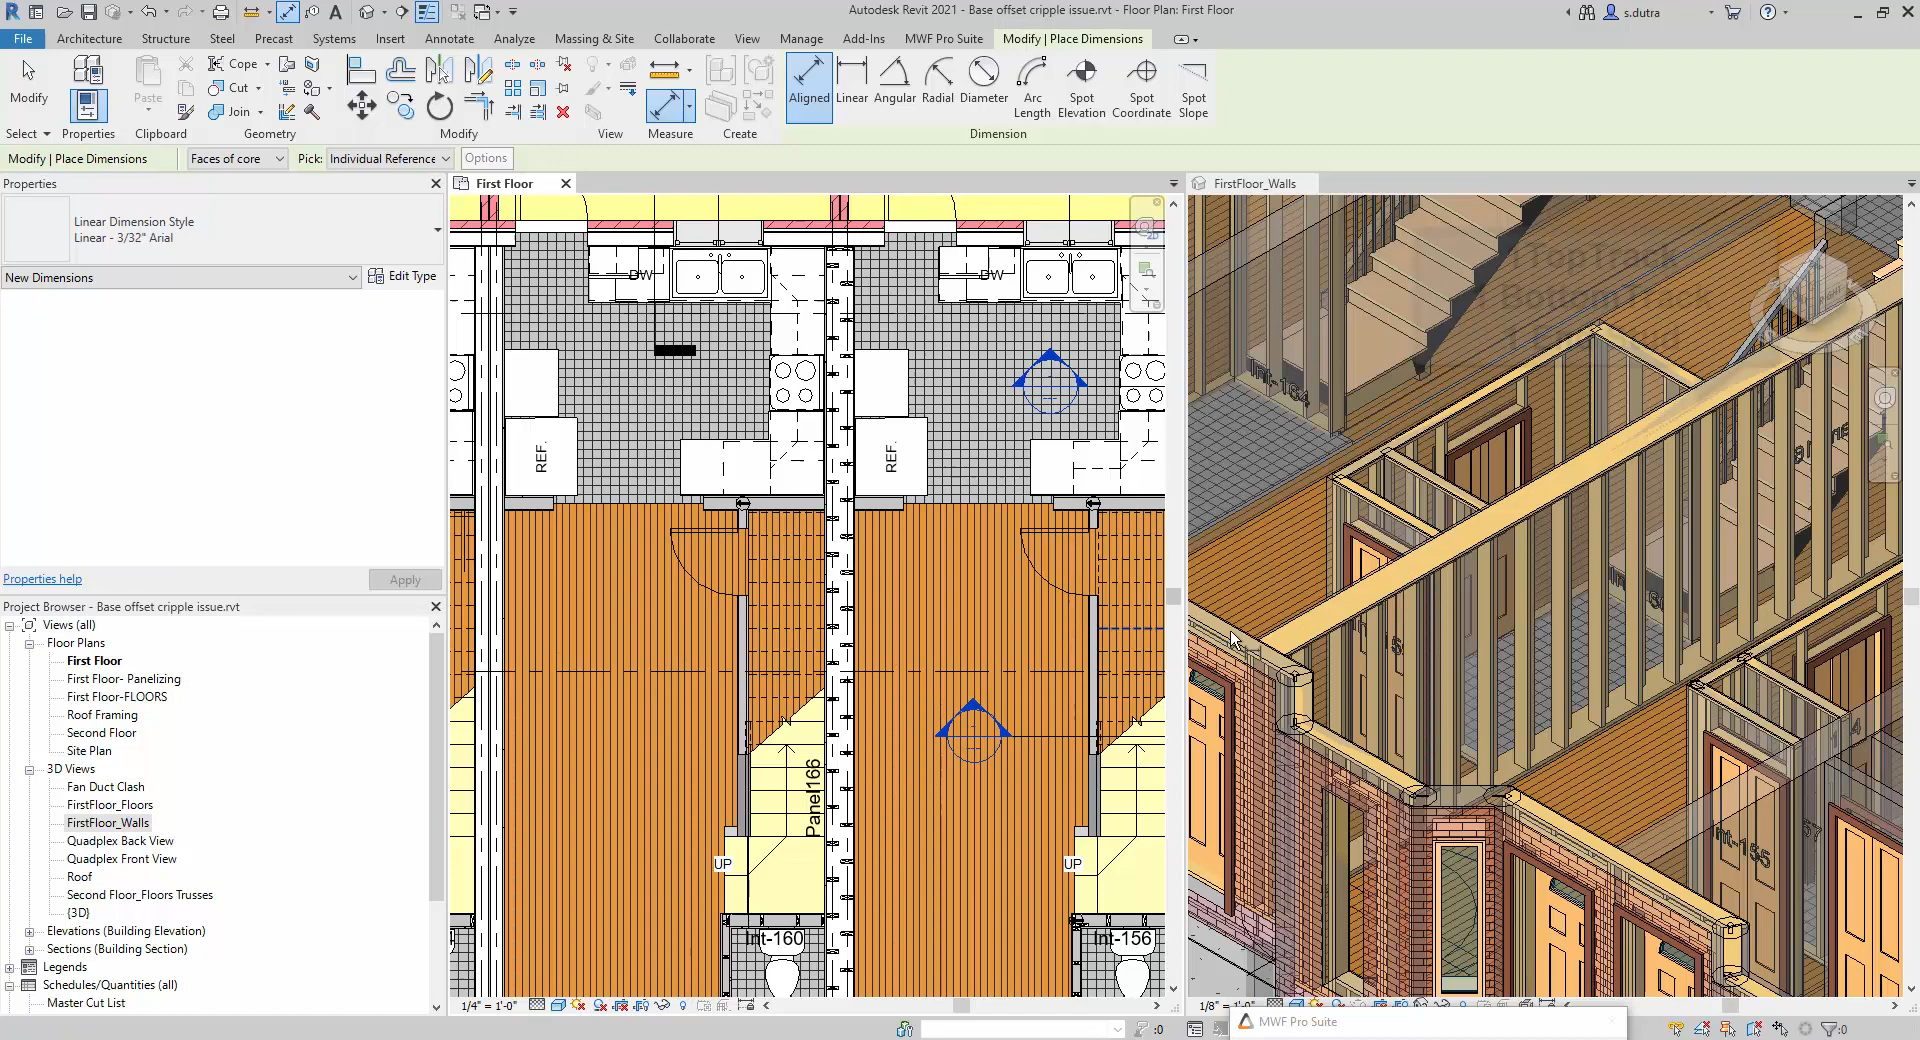 Autodesk Revit 2021 - Base offset cripple issue.rvt - Floor Plan: First Floor
s.dutra
File Architecture Structure Steel Precast Systems Insert Annotate Analyze Massing & Site Collaborate View Manage Add-Ins MWF Pro Suite Modify | Place Dimensions
Modify
Paste
Cope
Cut
Join
Aligned Linear Angular Radial Diameter Arc Length Spot Elevation Spot Coordinate Spot Slope
Select Properties Clipboard Geometry Modify View Measure Create Dimension
Modify | Place Dimensions Faces of core Pick: Individual Reference Options
Properties
Linear Dimension Style
Linear - 3/32" Arial
New Dimensions Edit Type
Properties help Apply
Project Browser - Base offset cripple issue.rvt
Views (all)
Floor Plans
First Floor
First Floor- Panelizing
First Floor-FLOORS
Roof Framing
Second Floor
Site Plan
3D Views
Fan Duct Clash
FirstFloor_Floors
FirstFloor_Walls
Quadplex Back View
Quadplex Front View
Roof
Second Floor_Floors Trusses
{3D}
Elevations (Building Elevation)
Sections (Building Section)
Legends
Schedules/Quantities (all)
Master Cut List
First Floor
DW
DW
REF.
REF.
Panel166
UP
UP
Int-160
Int-156
1/4" = 1'-0"
:0
FirstFloor_Walls
Int-164
Int-155
1/8" = 1'-0"
MWF Pro Suite
:0